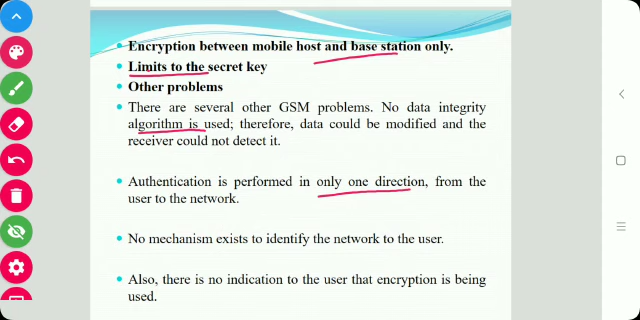 Encryption between mobile host and base station only.
Limits to the secret key
Other problems
There are several other GSM problems. No data integrity
algorithm is used; therefore, data could be modified and the
receiver could not detect it.
Authentication is performed in only one direction, from the
user to the network.
No mechanism exists to identify the network to the user.
Also, there is no indication to the user that encryption is being
used.